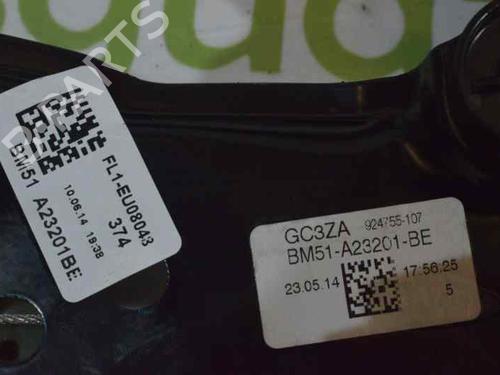 B-PARTS
FL1-EU08043
374
10.06.14 19:38
BM51 A23201BE
GC3ZA 924755-107
BM51-A23201-BE
23.05.14 17:56:25
5